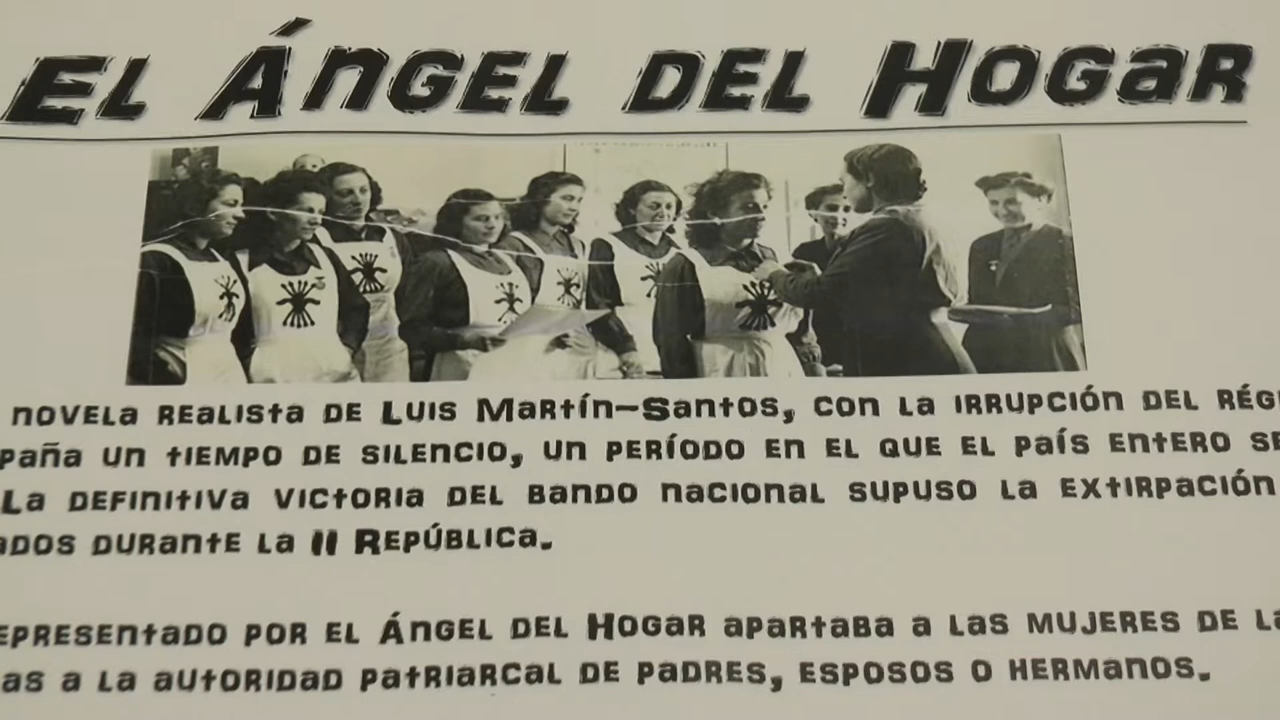 El Ángel del Hogar
novela realista de Luis Martín-Santos, con la irrupción del rég
paña un tiempo de silencio, un período en el que el país entero se
La definitiva victoria del bando nacional supuso la extirpación
ados durante la II República.
epresentado por el Ángel del Hogar apartaba a las mujeres de la
as a la autoridad patriarcal de padres, esposos o hermanos.